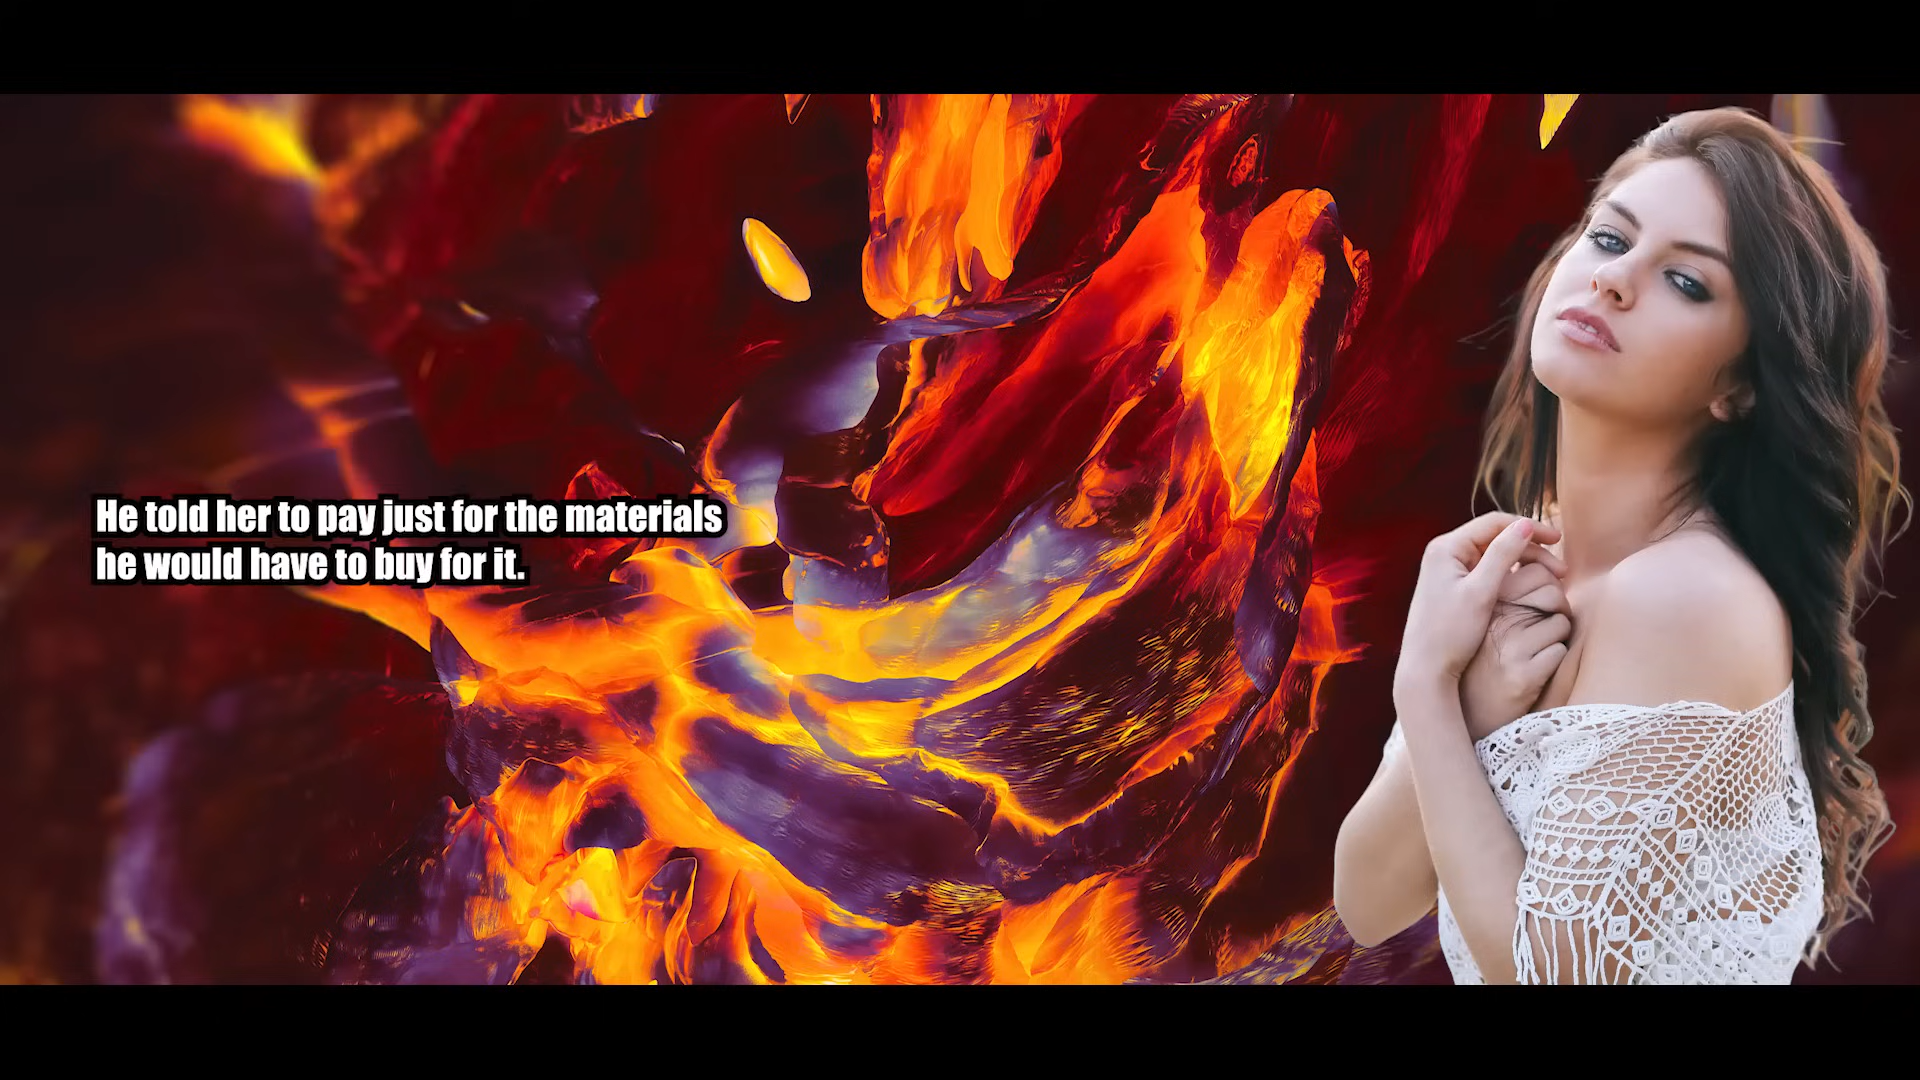 He told her to pay just for the materials
he would have to buy for it.